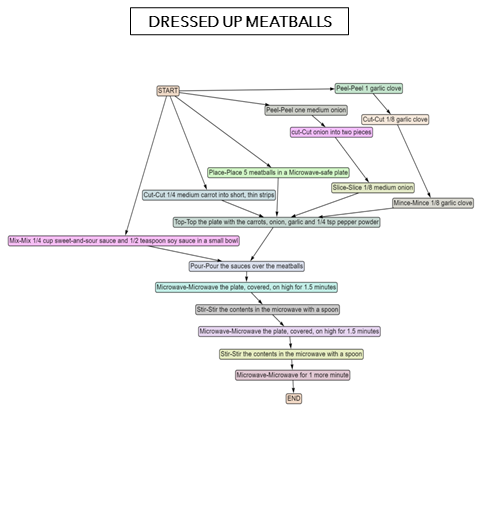 DRESSED UP MEATBALLS
START
Peel-Peel 1 garlic clove
Peel-Peel one medium onion
Cut-Cut 1/8 garlic clove
cut-Cut onion into two pieces
Place-Place 5 meatballs in a Microwave-safe plate
Slice-Slice 1/8 medium onion
Cut-Cut 1/4 medium carrot into short, thin strips
Mince-Mince 1/8 garlic clove
Top-Top the plate with the carrots, onion, garlic and 1/4 tsp pepper powder
Mix-Mix 1/4 cup sweet-and-sour sauce and 1/2 teaspoon soy sauce in a small bowl
Pour-Pour the sauces over the meatballs
Microwave-Microwave the plate, covered, on high for 1.5 minutes
Stir-Stir the contents in the microwave with a spoon
Microwave-Microwave the plate, covered, on high for 1.5 minutes
Stir-Stir the contents in the microwave with a spoon
Microwave-Microwave for 1 more minute
END